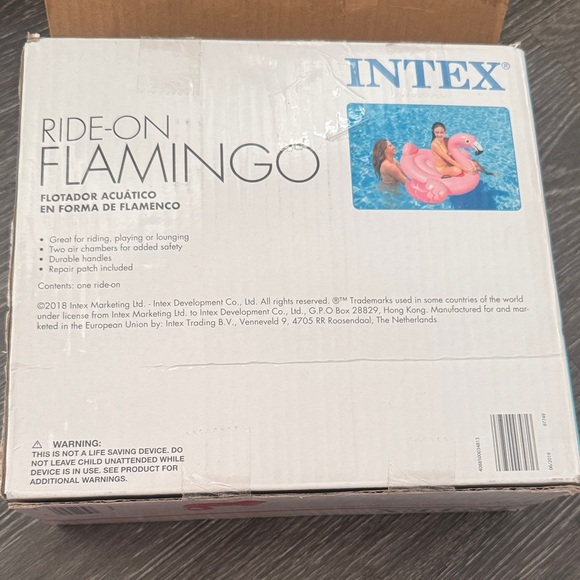 INTEX®
RIDE-ON
FLAMINGO
FLOTADOR ACUÁTICO
EN FORMA DE FLAMENCO
• Great for riding, playing or lounging
• Two air chambers for added safety
• Durable handles
• Repair patch included
Contents: one ride-on
©2018 Intex Marketing Ltd. - Intex Development Co., Ltd. All rights reserved. ®™ Trademarks used in some countries of the world
under license from Intex Marketing Ltd. to Intex Development Co., Ltd., G.P.O Box 28829, Hong Kong. Manufactured for and mar-
keted in the European Union by: Intex Trading B.V., Venneveld 9, 4705 RR Roosendaal, The Netherlands
⚠ WARNING:
THIS IS NOT A LIFE SAVING DEVICE. DO
NOT LEAVE CHILD UNATTENDED WHILE
DEVICE IS IN USE. SEE PRODUCT FOR
ADDITIONAL WARNINGS.